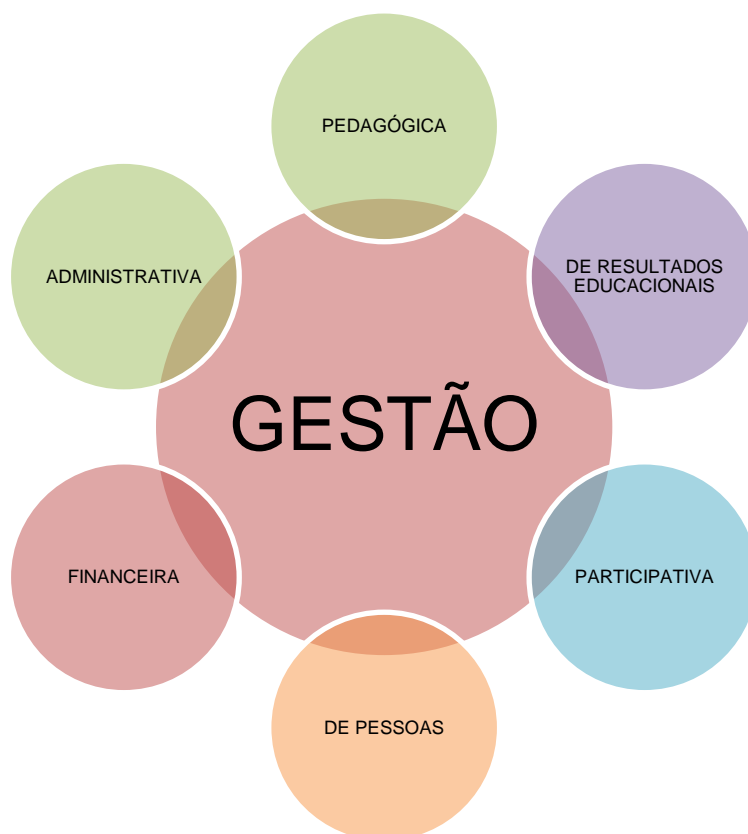 PEDAGÓGICA
DE RESULTADOS
EDUCACIONAIS
ADMINISTRATIVA
GESTÃO
FINANCEIRA
PARTICIPATIVA
DE PESSOAS